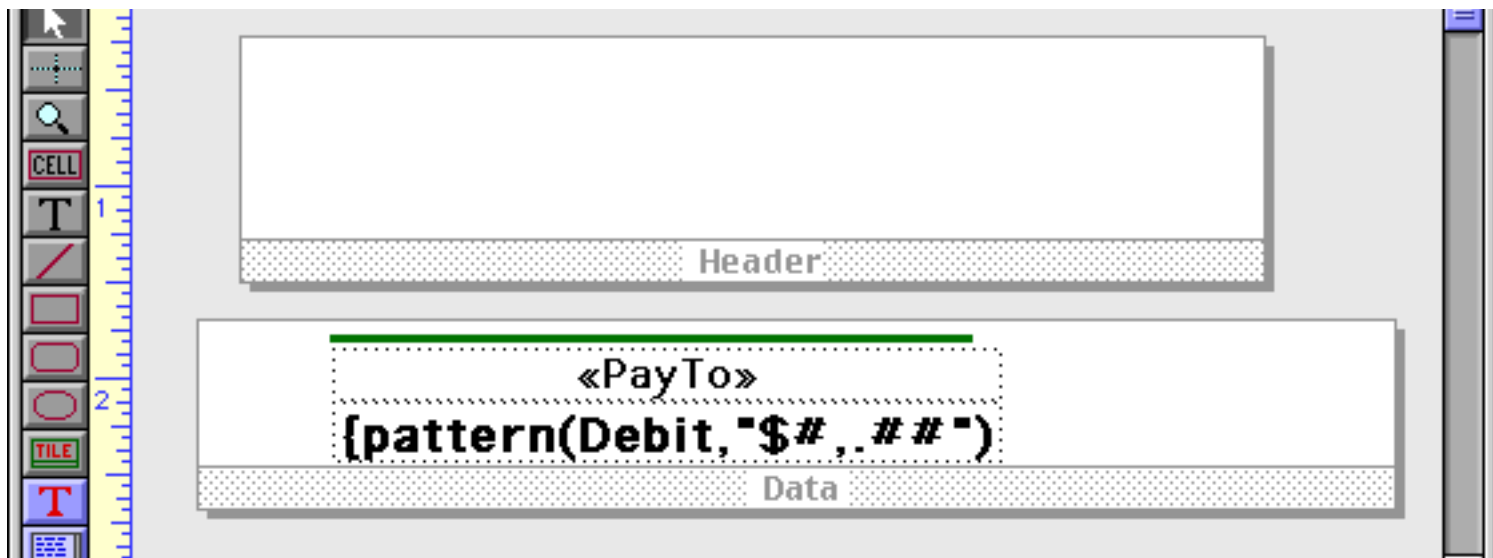 CELL
T
1
Header
«PayTo»
2
{pattern(Debit,"$#,.##")
TILE
T
Data